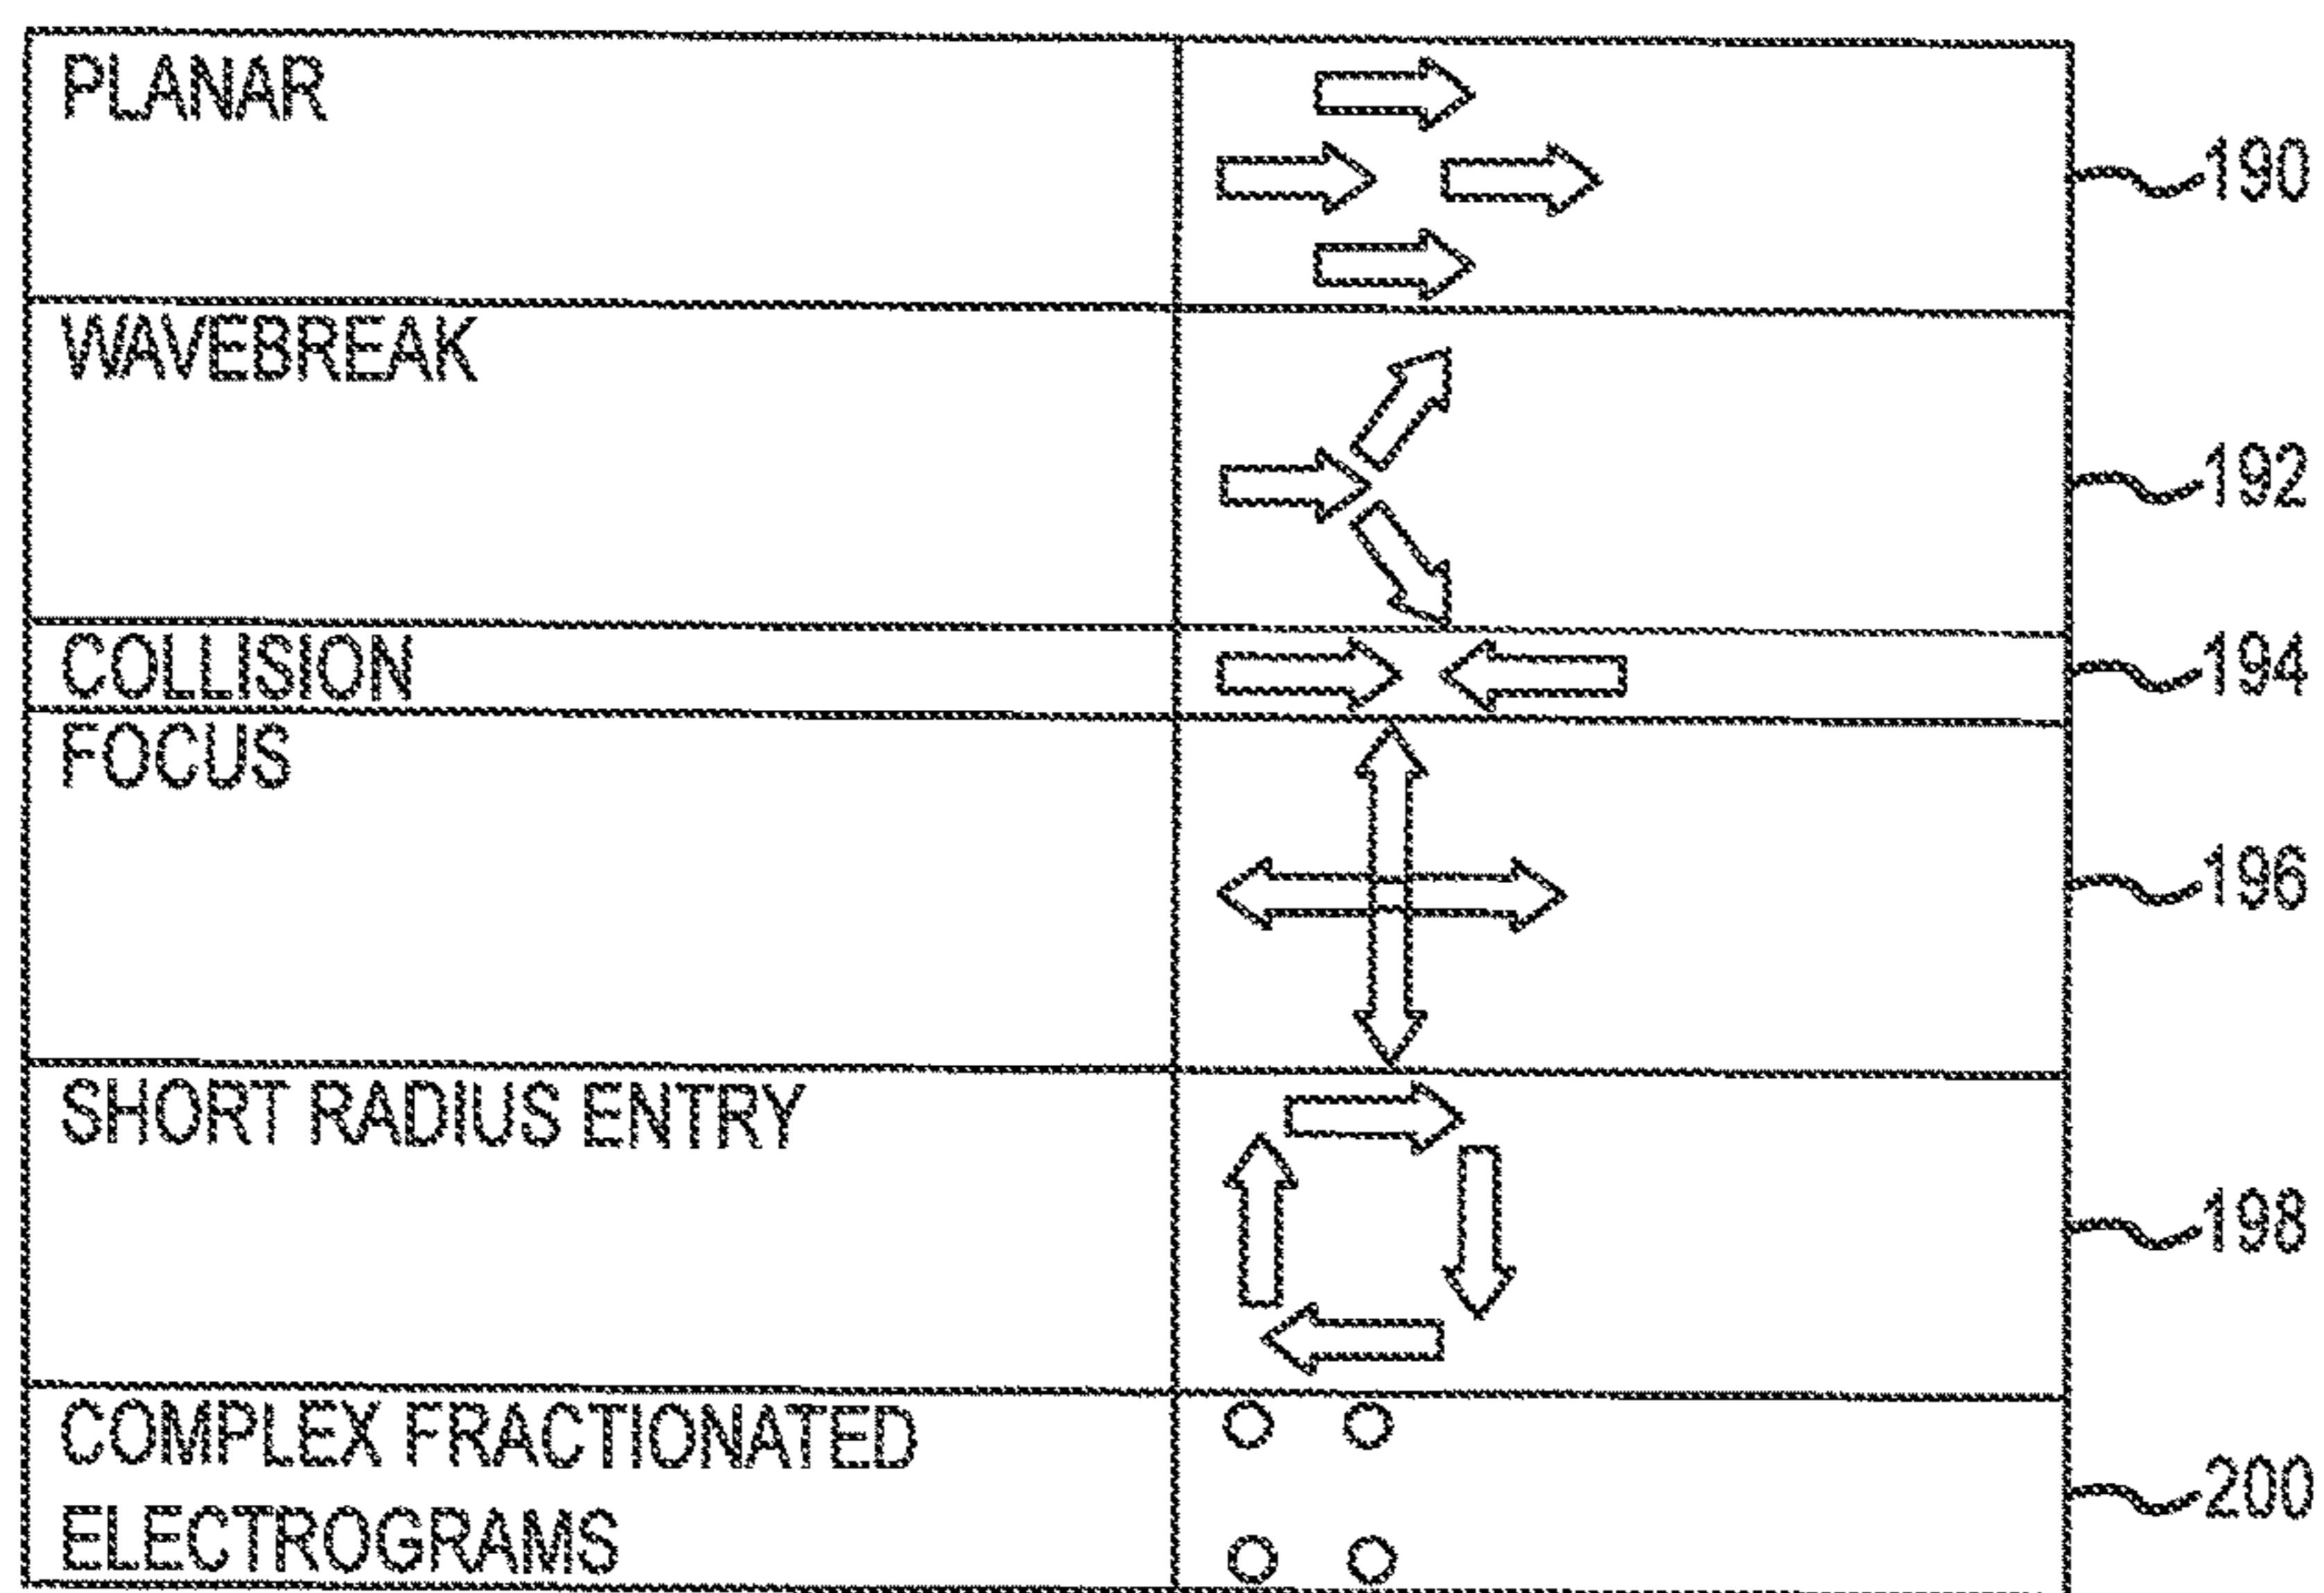 PLANAR
190
WAVEBREAK
192
COLLISION
194
FOCUS
196
SHORT RADIUS ENTRY
198
COMPLEX FRACTIONATED
ELECTROGRAMS
200